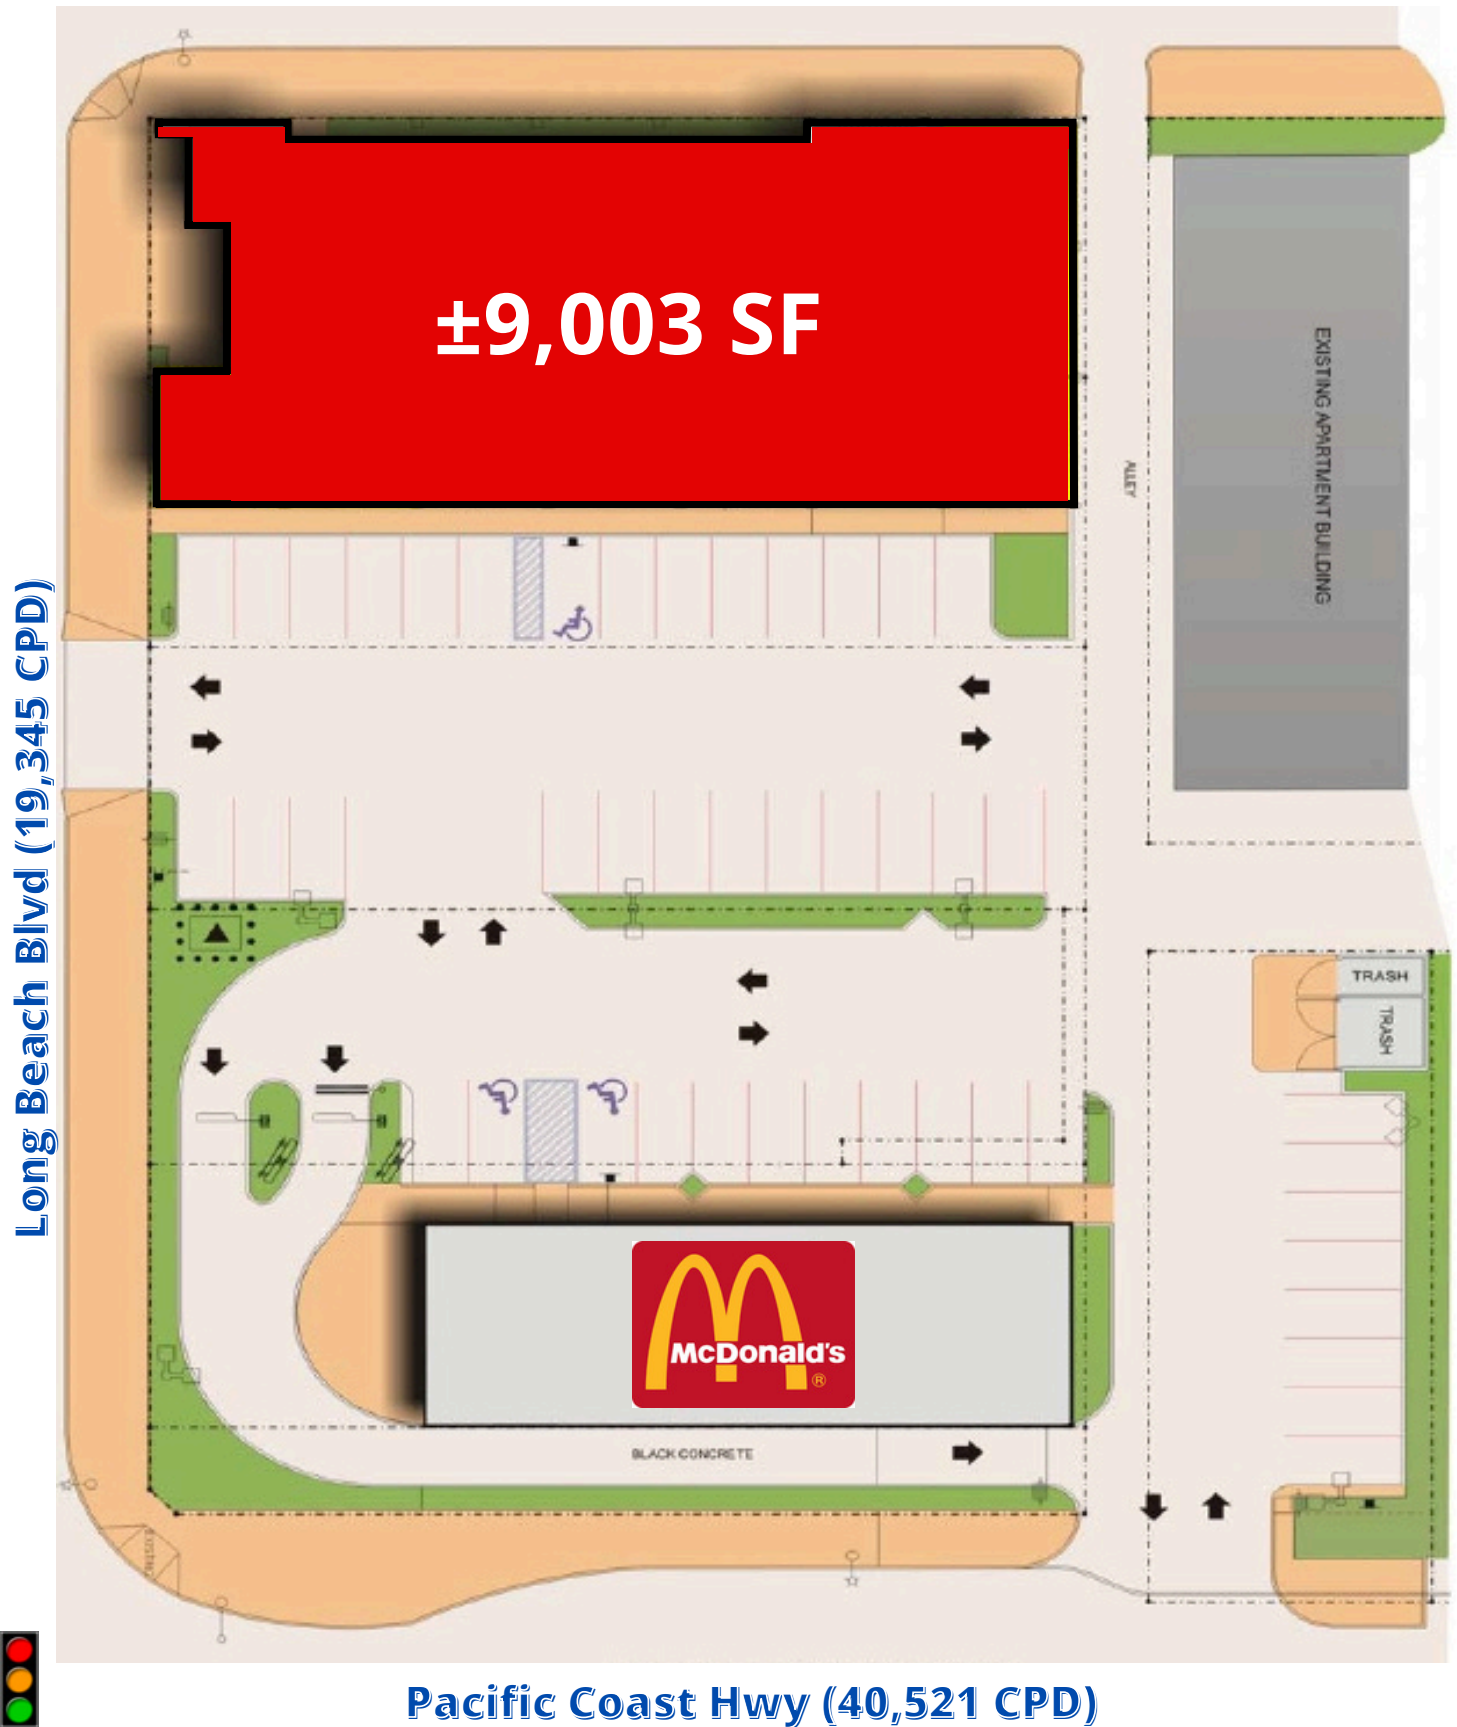 ±9,003 SF
EXISTING APARTMENT BUILDING
ALLEY
Long Beach Blvd (19,345 CPD)
TRASH
TRASH
McDonald's
®
BLACK CONCRETE
Pacific Coast Hwy (40,521 CPD)